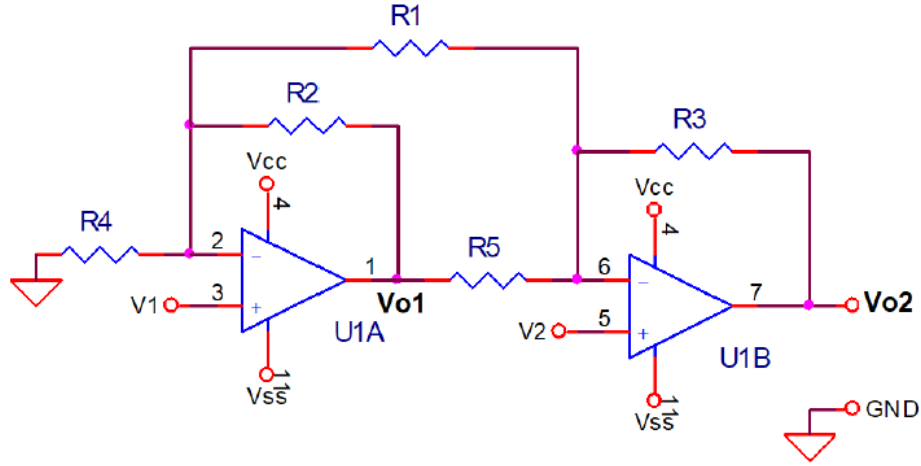 R1
R2
R3
Vcc
4
Vcc
4
R4
2
-
R5
6
-
1
7
Vo1
Vo2
V1
3
+
U1A
V2
5
+
U1B
11
Vss
11
Vss
GND